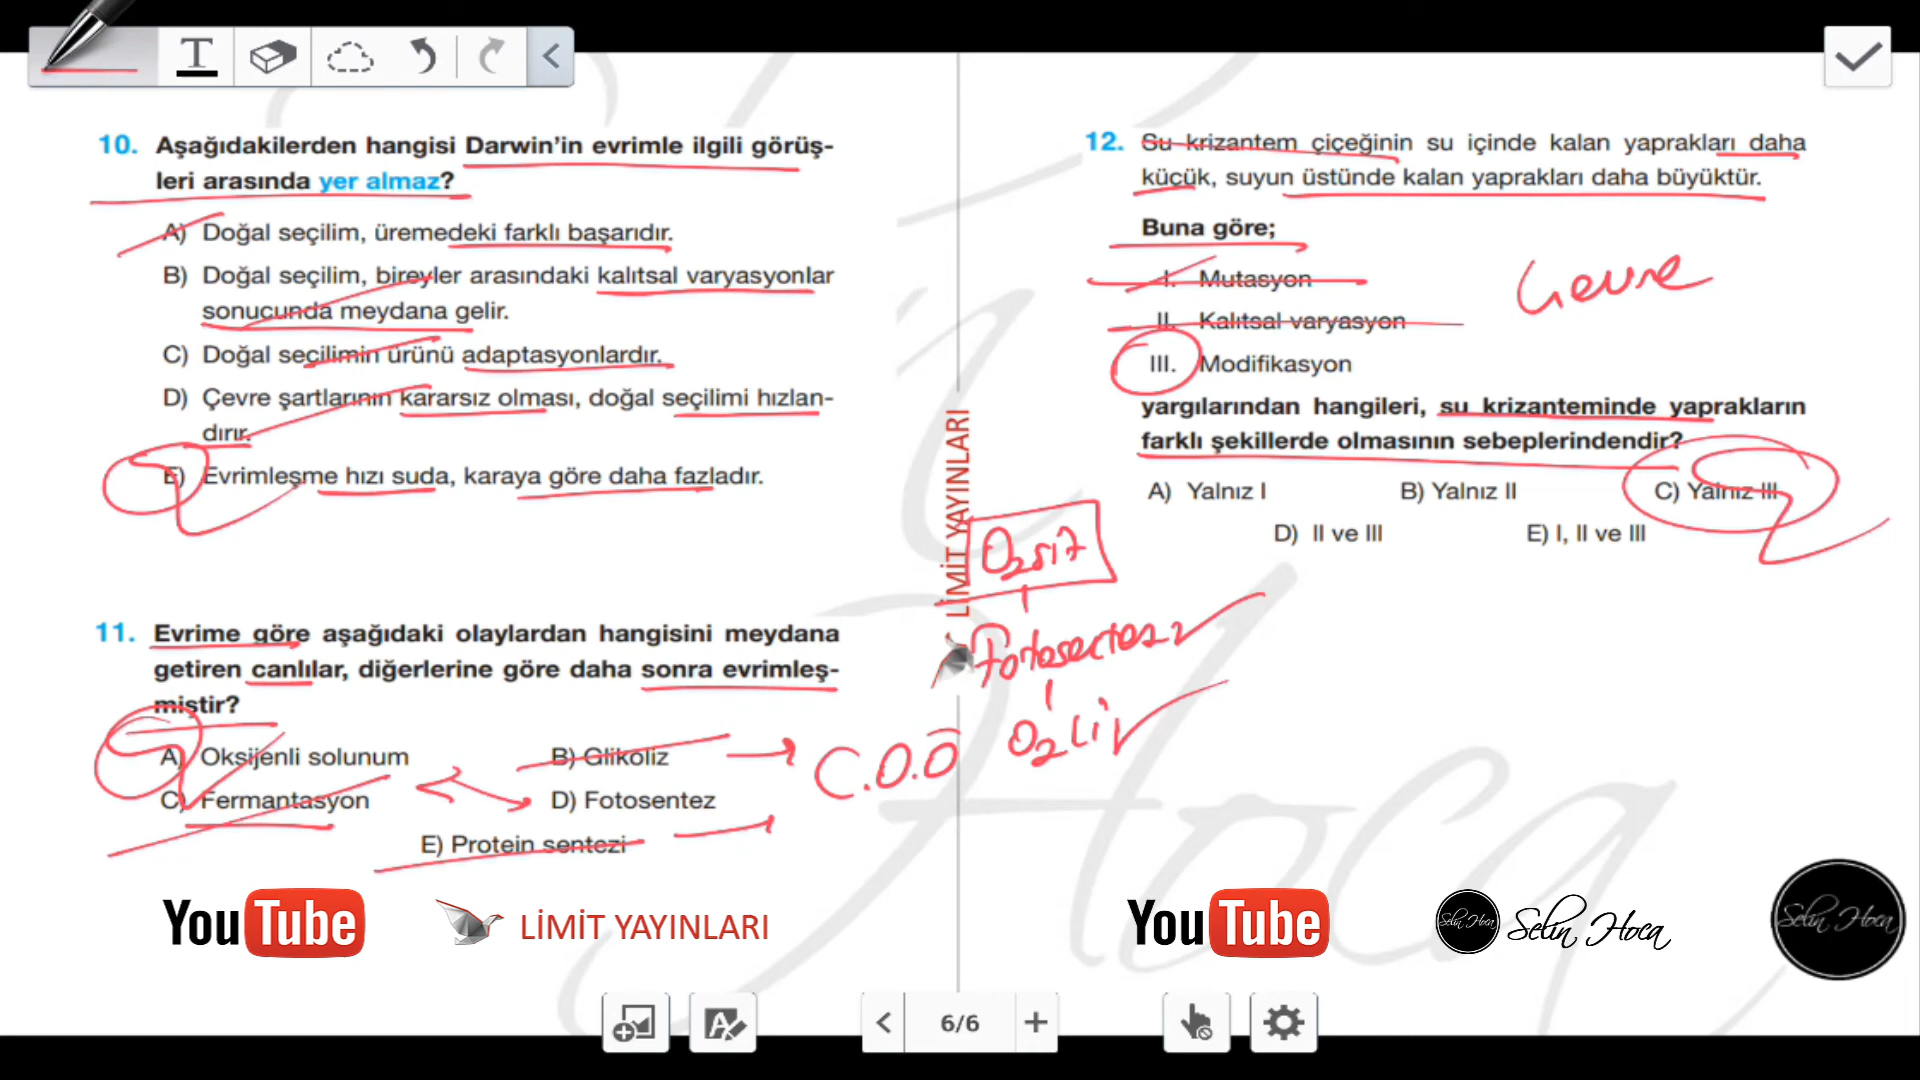 10. Aşağıdakilerden hangisi Darwin'in evrimle ilgili görüş-
leri arasında yer almaz?
A) Doğal seçilim, üremedeki farklı başarıdır.
B) Doğal seçilim, bireyler arasındaki kalıtsal varyasyonlar
sonucunda meydana gelir.
C) Doğal seçilimin ürünü adaptasyonlardır.
D) Çevre şartlarının kararsız olması, doğal seçilimi hızlan-
dırır.
E) Evrimleşme hızı suda, karaya göre daha fazladır.
11. Evrime göre aşağıdaki olaylardan hangisini meydana
getiren canlılar, diğerlerine göre daha sonra evrimleş-
miştir?
A) Oksijenli solunum
B) Glikoliz
C) Fermantasyon
D) Fotosentez
E) Protein sentezi
C.O.Ö
LİMİT YAYINLARI
O₂siz
Fotosentez
O₂li
12. Su krizantem çiçeğinin su içinde kalan yaprakları daha
küçük, suyun üstünde kalan yaprakları daha büyüktür.
Buna göre;
I. Mutasyon
II. Kalıtsal varyasyon
III. Modifikasyon
Çevre
yargılarından hangileri, su krizanteminde yaprakların
farklı şekillerde olmasının sebeplerindendir?
A) Yalnız I
B) Yalnız II
C) Yalnız III
D) II ve III
E) I, II ve III
YouTube
LİMİT YAYINLARI
YouTube
Selin Hoca
Selin Hoca
Selin Hoca
T
A
6/6